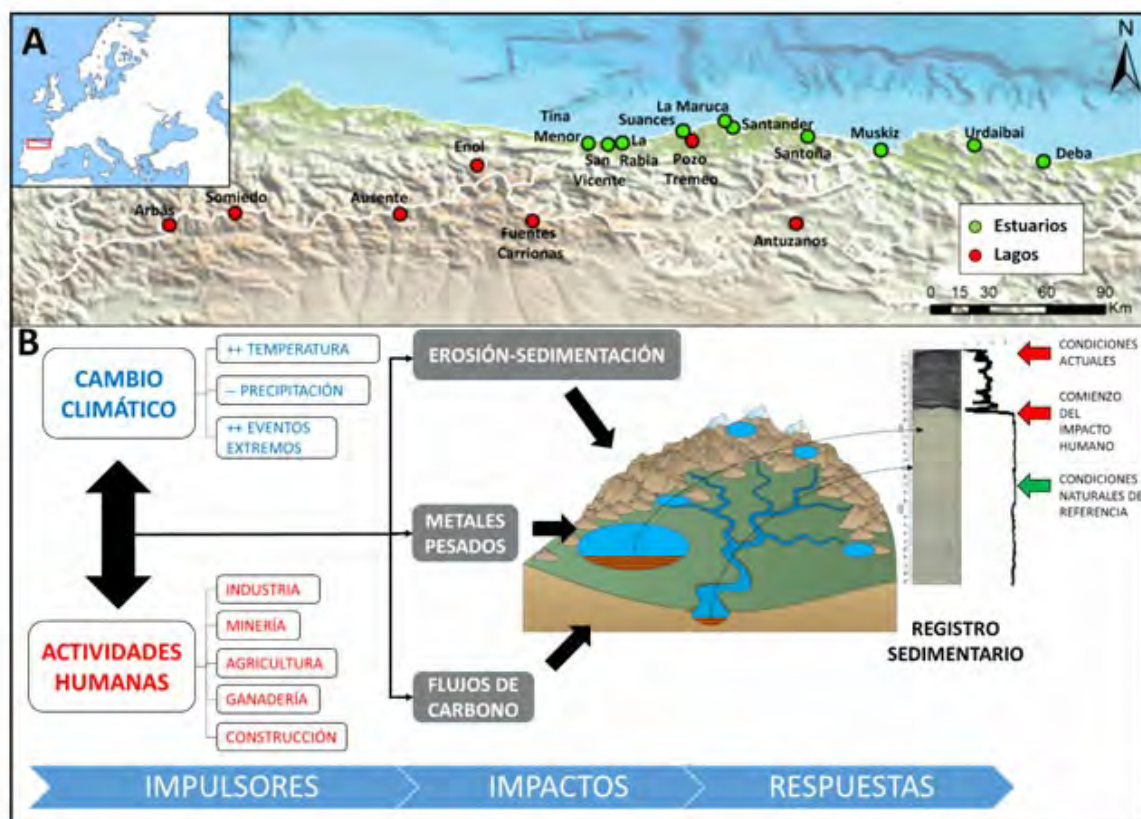 A
N
Tina
Menor
Suances
La Maruca
Santander
Enol
San
Vicente
La
Rabia
Pozo
Tremeo
Santoña
Muskiz
Urdaibai
Deba
Arbás
Somiedo
Ausente
Fuentes
Carrionas
Antuzanos
Estuarios
Lagos
0 15 30 60 90
Km
B
CAMBIO
CLIMÁTICO
++ TEMPERATURA
-- PRECIPITACIÓN
++ EVENTOS
EXTREMOS
ACTIVIDADES
HUMANAS
INDUSTRIA
MINERÍA
AGRICULTURA
GANADERÍA
CONSTRUCCIÓN
EROSIÓN-SEDIMENTACIÓN
METALES
PESADOS
FLUJOS DE
CARBONO
CONDICIONES
ACTUALES
COMIENZO
DEL
IMPACTO
HUMANO
CONDICIONES
NATURALES DE
REFERENCIA
REGISTRO
SEDIMENTARIO
IMPULSORES
IMPACTOS
RESPUESTAS